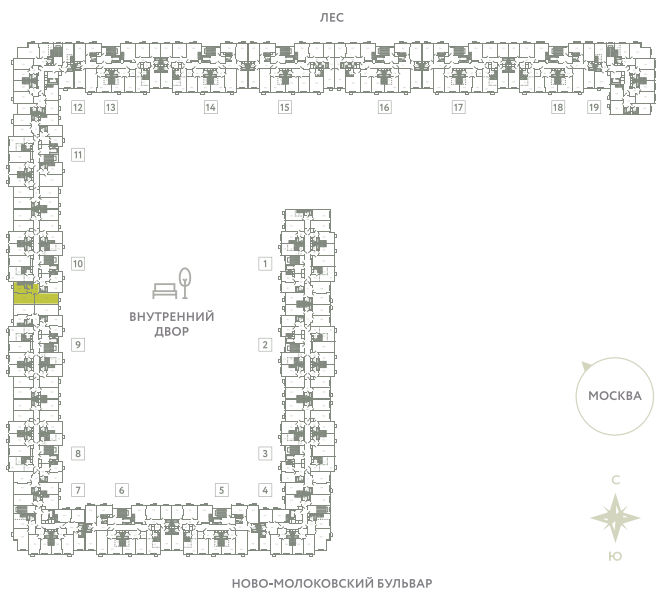 ЛЕС
12 13 14 15 16 17 18 19
11
10 1
ВНУТРЕННИЙ
ДВОР
9 2
МОСКВА
8 3
7 6 5 4
С
Ю
НОВО-МОЛОКОВСКИЙ БУЛЬВАР